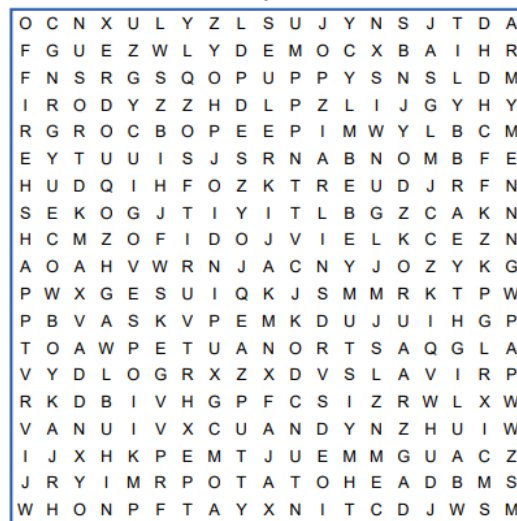 O C N X U L Y Z L S U J Y N S J T D A
F G U E Z W L Y D E M O C X B A I H R
F N S R G S Q O P U P P Y S N S L D M
I R O D Y Z Z H D L P Z L I J G Y H Y
R G R O C B O P E E P I M W Y L B C M
E Y T U U I S J S R N A B N O M B F E
H U D Q I H F O Z K T R E U D J R F N
S E K O G J T I Y I T L B G Z C A K N
H C M Z O F I D O J V I E L K C E Z N
A O A H V W R N J A C N Y J O Z Y K G
P W X G E S U I Q K J S M M R K T P W
P B V A S K V P E M K D U J U I H G P
T O A W P E T U A N O R T S A Q G L A
V Y D L O G R X Z X D V S L A V I R P
R K D B I V H G P F C S I Z R W L X W
V A N U I V X C U A N D Y N Z H U I W
I J X H K P E M T J U E M M G U A C Z
J R Y I M R P O T A T O H E A D B M S
W H O N P F T A Y X N I T C D J W S M